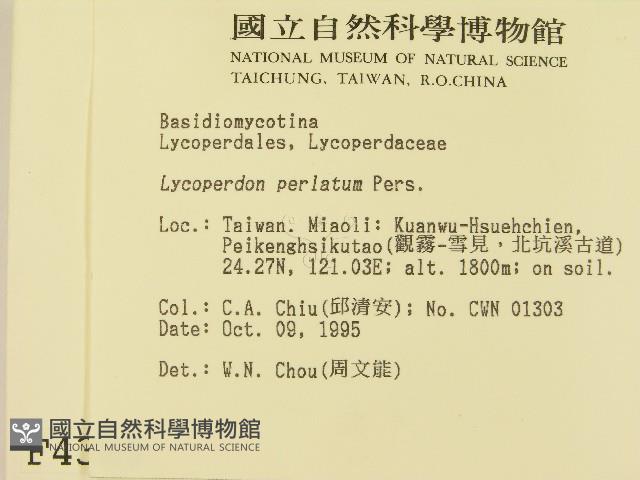 國立自然科學博物館
NATIONAL MUSEUM OF NATURAL SCIENCE
TAICHUNG, TAIWAN, R.O.CHINA
Basidiomycotina
Lycoperdales, Lycoperdaceae
Lycoperdon perlatum Pers.
Loc.: Taiwan. Miaoli: Kuanwu-Hsuehchien,
Peikenghsikutao(觀霧-雪見，北坑溪古道)
24.27N, 121.03E; alt. 1800m; on soil.
Col.: C.A. Chiu(邱清安); No. CWN 01303
Date: Oct. 09, 1995
Det.: W.N. Chou(周文能)
國立自然科學博物館
NATIONAL MUSEUM OF NATURAL SCIENCE